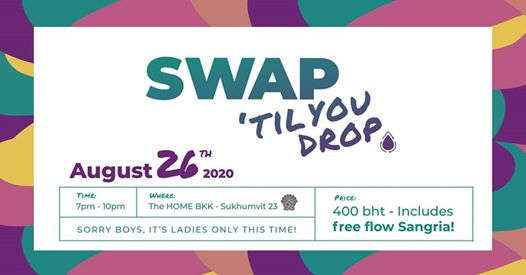 SWAP
'TIL YOU
DROP
August 26TH 2020
TIME:
7pm - 10pm
WHERE:
The HOME BKK - Sukhumvit 23
PRICE:
400 bht - Includes
free flow Sangria!
SORRY BOYS, IT'S LADIES ONLY THIS TIME!